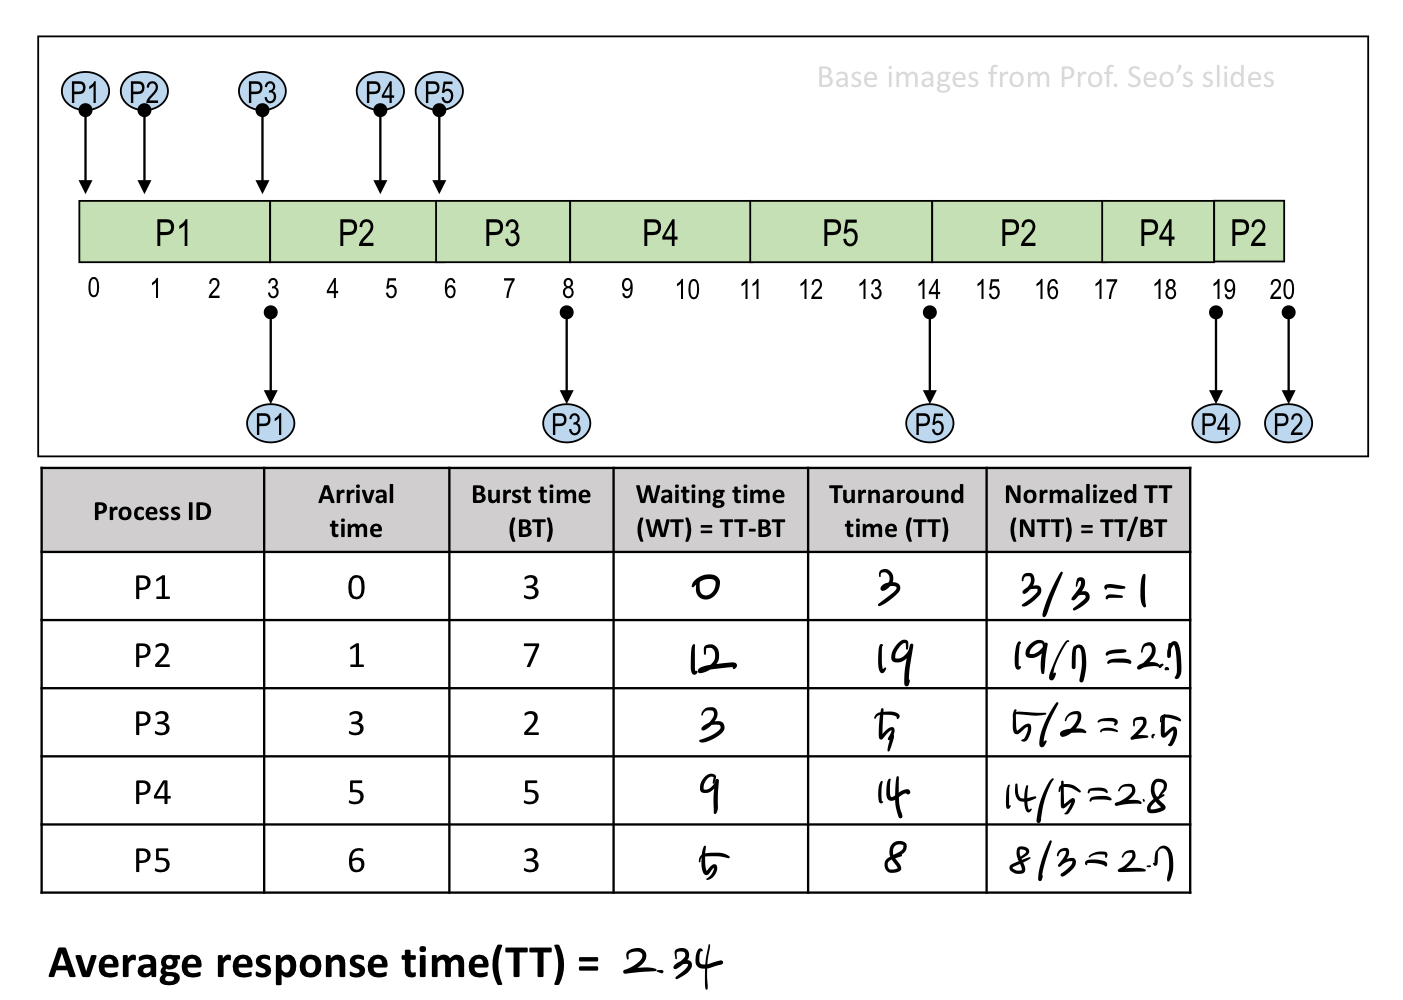 Base images from Prof. Seo's slides
P1 P2 P3 P4 P5
P1 P2 P3 P4 P5 P2 P4 P2
0 1 2 3 4 5 6 7 8 9 10 11 12 13 14 15 16 17 18 19 20
P1 P3 P5 P4 P2
Process ID Arrival time Burst time (BT) Waiting time (WT) = TT-BT Turnaround time (TT) Normalized TT (NTT) = TT/BT
P1 0 3 0 3 3/3 = 1
P2 1 7 12 19 19/7 = 2.7
P3 3 2 3 5 5/2 = 2.5
P4 5 5 9 14 14/5 = 2.8
P5 6 3 5 8 8/3 = 2.7
Average response time(TT) = 2.34